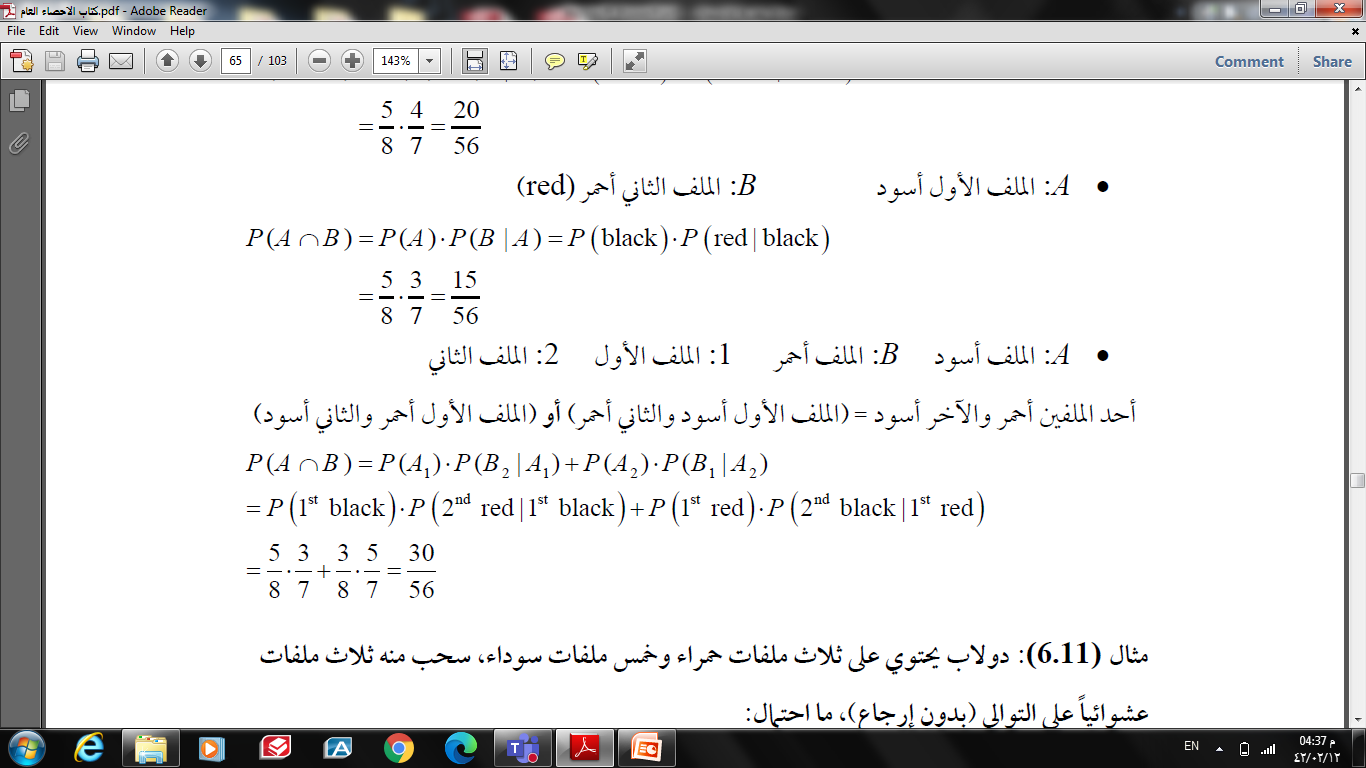 كتاب الاحصاء العام.pdf - Adobe Reader
File Edit View Window Help
65 / 103 143% Comment Share
= 5/8 · 4/7 = 20/56
• A: الملف الأول أسود B: الملف الثاني أحمر (red)
P(A ∩ B) = P(A)·P(B | A) = P(black)·P(red | black)
= 5/8 · 3/7 = 15/56
• A: الملف أسود B: الملف أحمر 1: الملف الأول 2: الملف الثاني
أحد الملفين أحمر والآخر أسود = (الملف الأول أسود والثاني أحمر) أو (الملف الأول أحمر والثاني أسود)
P(A ∩ B) = P(A₁)·P(B₂ | A₁) + P(A₂)·P(B₁ | A₂)
= P(1st black)·P(2nd red | 1st black) + P(1st red)·P(2nd black | 1st red)
= 5/8 · 3/7 + 3/8 · 5/7 = 30/56
مثال (6.11): دولاب يحتوي على ثلاث ملفات حمراء وخمس ملفات سوداء، سحب منه ثلاث ملفات
عشوائياً على التوالي (بدون إرجاع)، ما احتمال:
EN 04:37 م
٤٢/٠٢/١٢